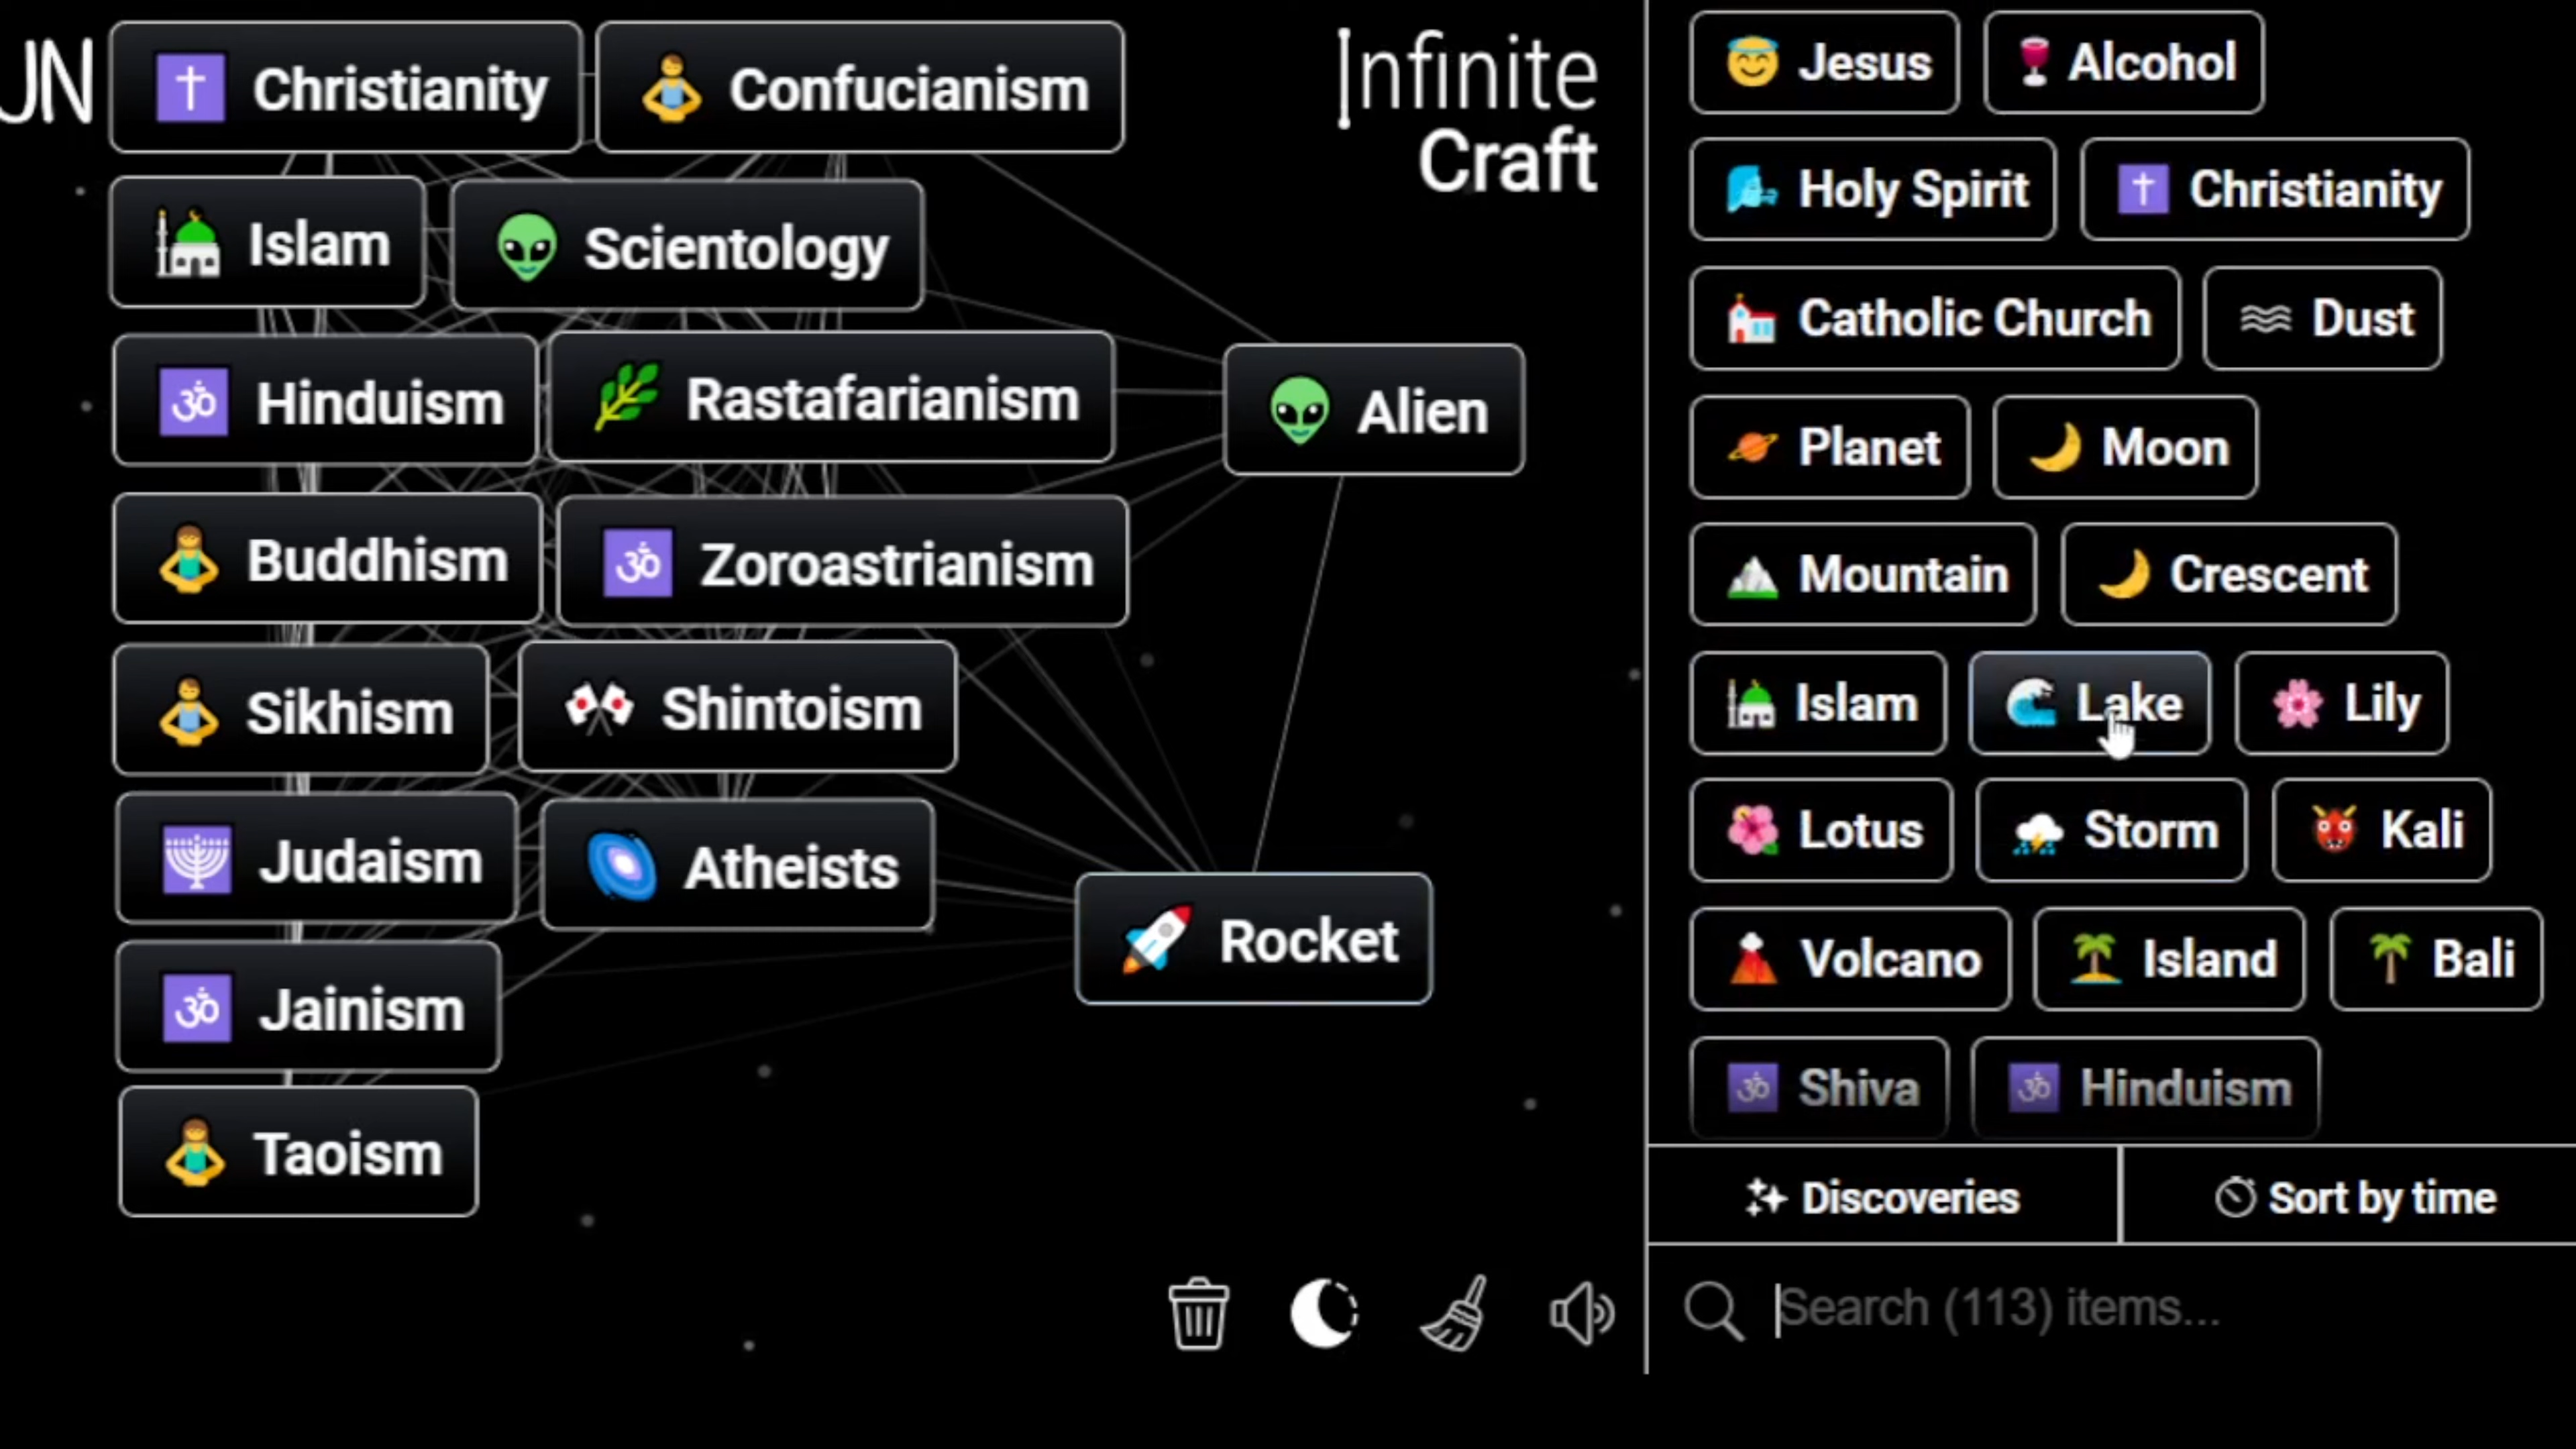 UN
Christianity
Confucianism
Infinite
Craft
Islam
Scientology
Hinduism
Rastafarianism
Alien
Buddhism
Zoroastrianism
Sikhism
Shintoism
Judaism
Atheists
Rocket
Jainism
Taoism
Jesus
Alcohol
Holy Spirit
Christianity
Catholic Church
Dust
Planet
Moon
Mountain
Crescent
Islam
Lake
Lily
Lotus
Storm
Kali
Volcano
Island
Bali
Shiva
Hinduism
Discoveries
Sort by time
Search (113) items...